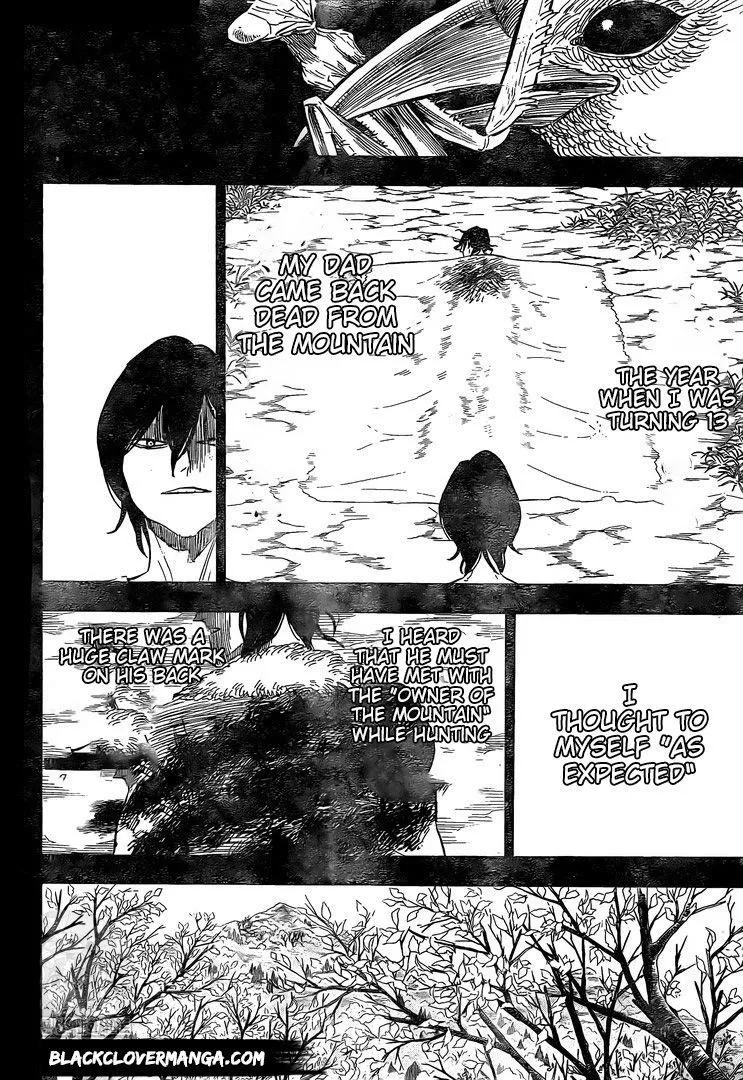 THE YEAR
WHEN I WAS
TURNING 13
MY DAD
CAME BACK
DEAD FROM
THE MOUNTAIN
I
THOUGHT TO
MYSELF "AS
EXPECTED"
I HEARD
THAT HE MUST
HAVE MET WITH
THE "OWNER OF
THE MOUNTAIN"
WHILE HUNTING
THERE WAS A
HUGE CLAW MARK
ON HIS BACK
BLACKCLOVERMANGA.COM